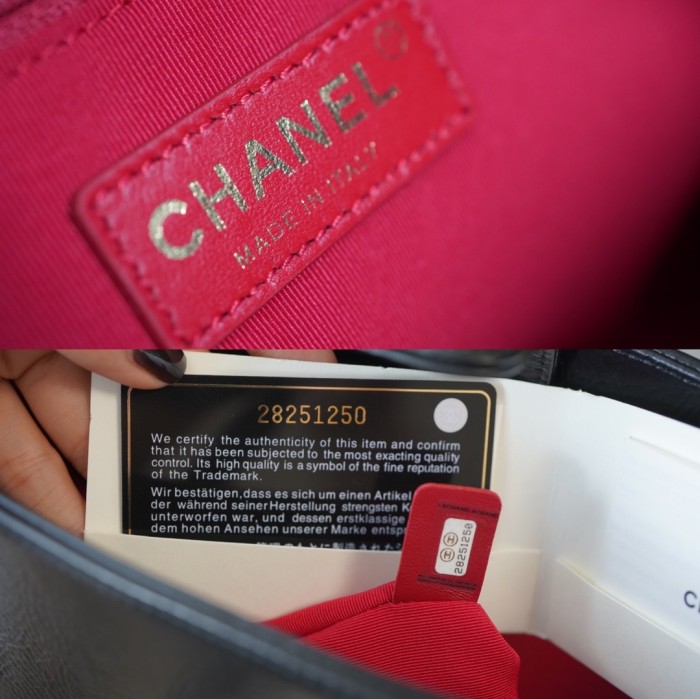 CHANEL
MADE IN ITALY
28251250
We certify the authenticity of this item and confirm
that it has been subjected to the most exacting quality
control. Its high quality is a symbol of the fine reputation
of the Trademark.
Wir bestätigen,dass es sich um einen Artikel
der während seiner Herstellung strengsten K
unterworfen war, und dessen erstklassige
dem hohen Ansehen unserer Marke entsp
28251250
C